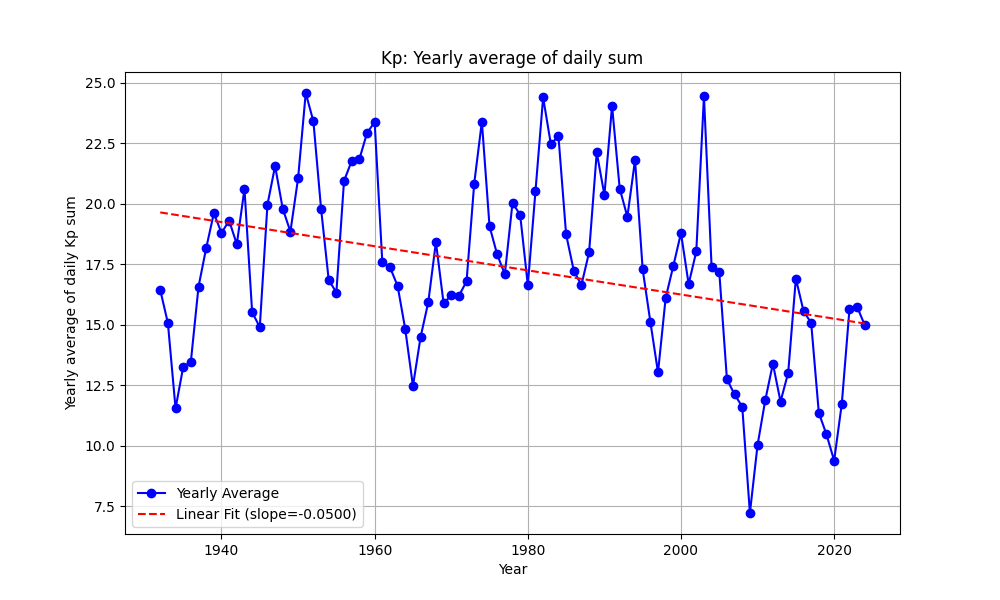 Kp: Yearly average of daily sum
Yearly average of daily Kp sum
25.0
22.5
20.0
17.5
15.0
12.5
10.0
7.5
Yearly Average
Linear Fit (slope=-0.0500)
1940 1960 1980 2000 2020
Year